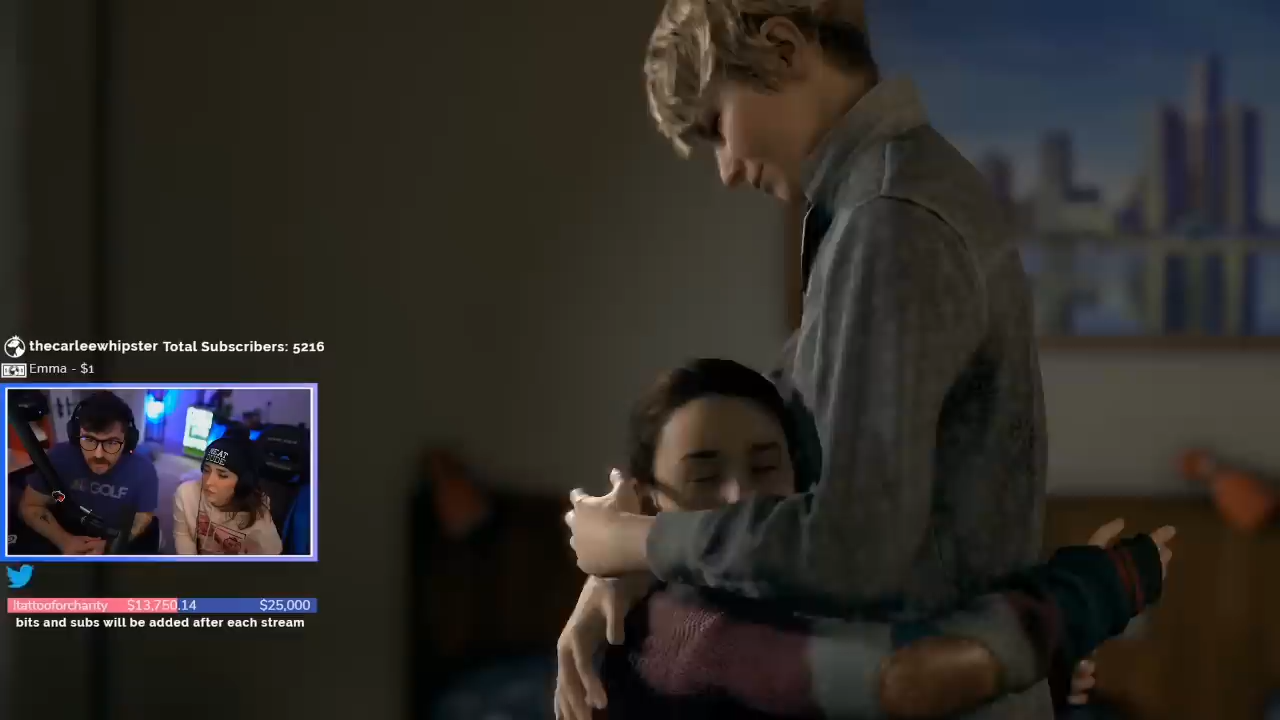 thecarleewhipster Total Subscribers: 5216
Emma - $1
GOLF
!tattooforcharity $13,750.14 $25,000
bits and subs will be added after each stream